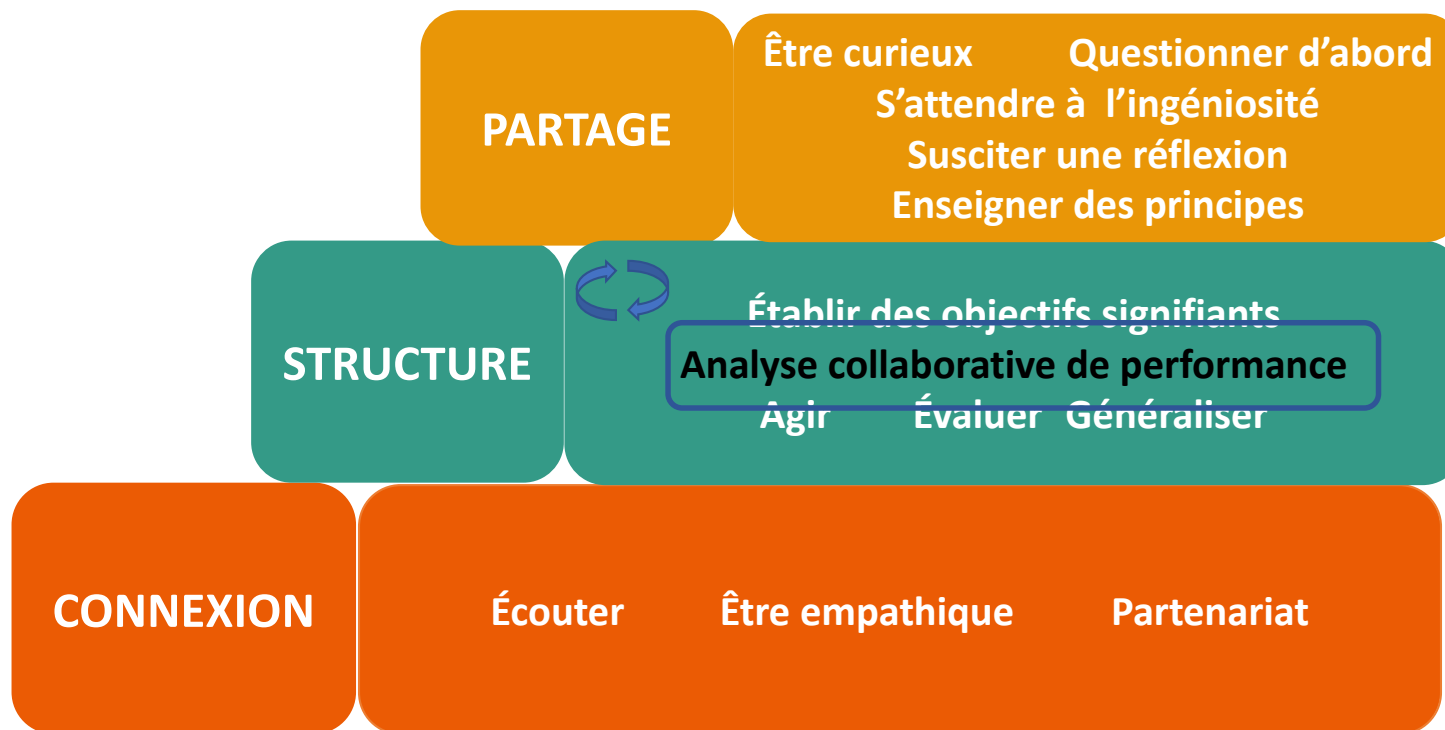 PARTAGE
Être curieux Questionner d’abord
S’attendre à l’ingéniosité
Susciter une réflexion
Enseigner des principes
STRUCTURE
Établir des objectifs signifiants
Analyse collaborative de performance
Agir Évaluer Généraliser
CONNEXION
Écouter Être empathique Partenariat